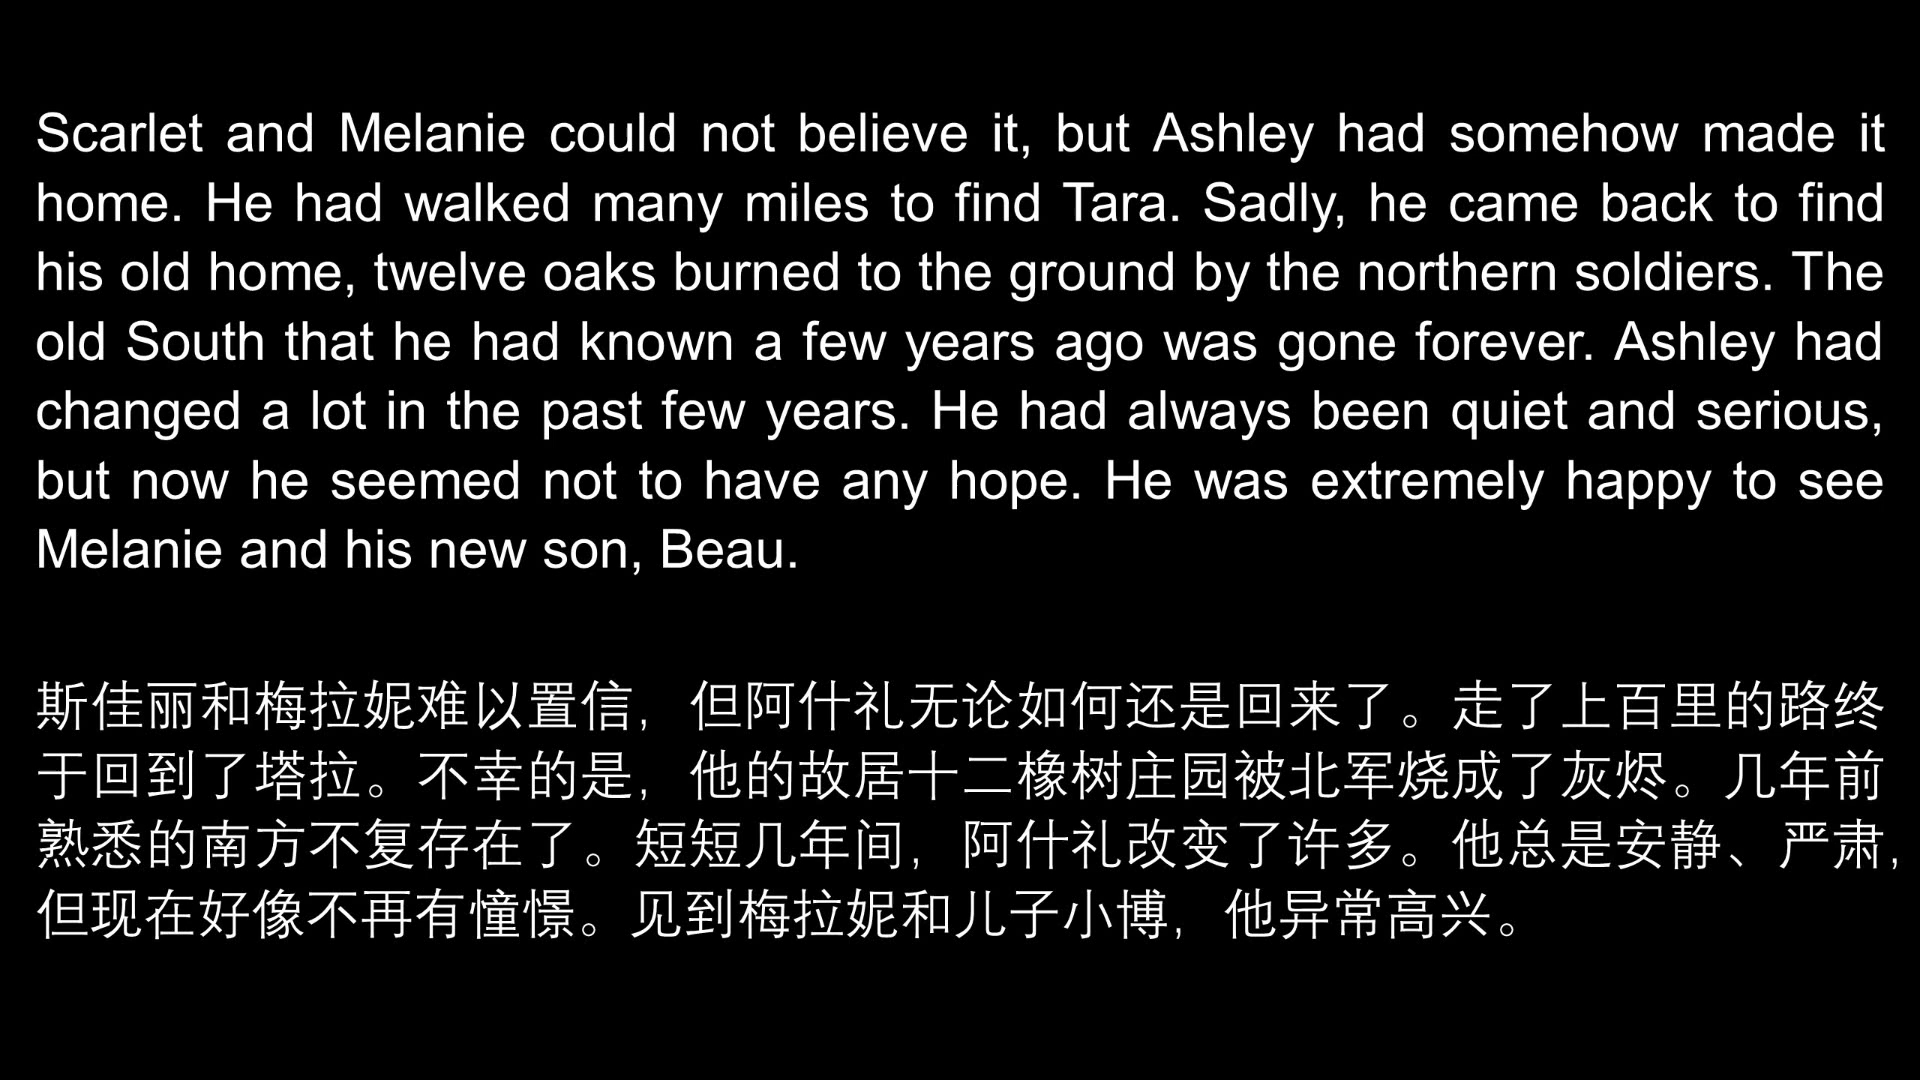 Scarlet and Melanie could not believe it, but Ashley had somehow made it
home. He had walked many miles to find Tara. Sadly, he came back to find
his old home, twelve oaks burned to the ground by the northern soldiers. The
old South that he had known a few years ago was gone forever. Ashley had
changed a lot in the past few years. He had always been quiet and serious,
but now he seemed not to have any hope. He was extremely happy to see
Melanie and his new son, Beau.
斯佳丽和梅拉妮难以置信，但阿什礼无论如何还是回来了。走了上百里的路终
于回到了塔拉。不幸的是，他的故居十二橡树庄园被北军烧成了灰烬。几年前
熟悉的南方不复存在了。短短几年间，阿什礼改变了许多。他总是安静、严肃，
但现在好像不再有憧憬。见到梅拉妮和儿子小博，他异常高兴。